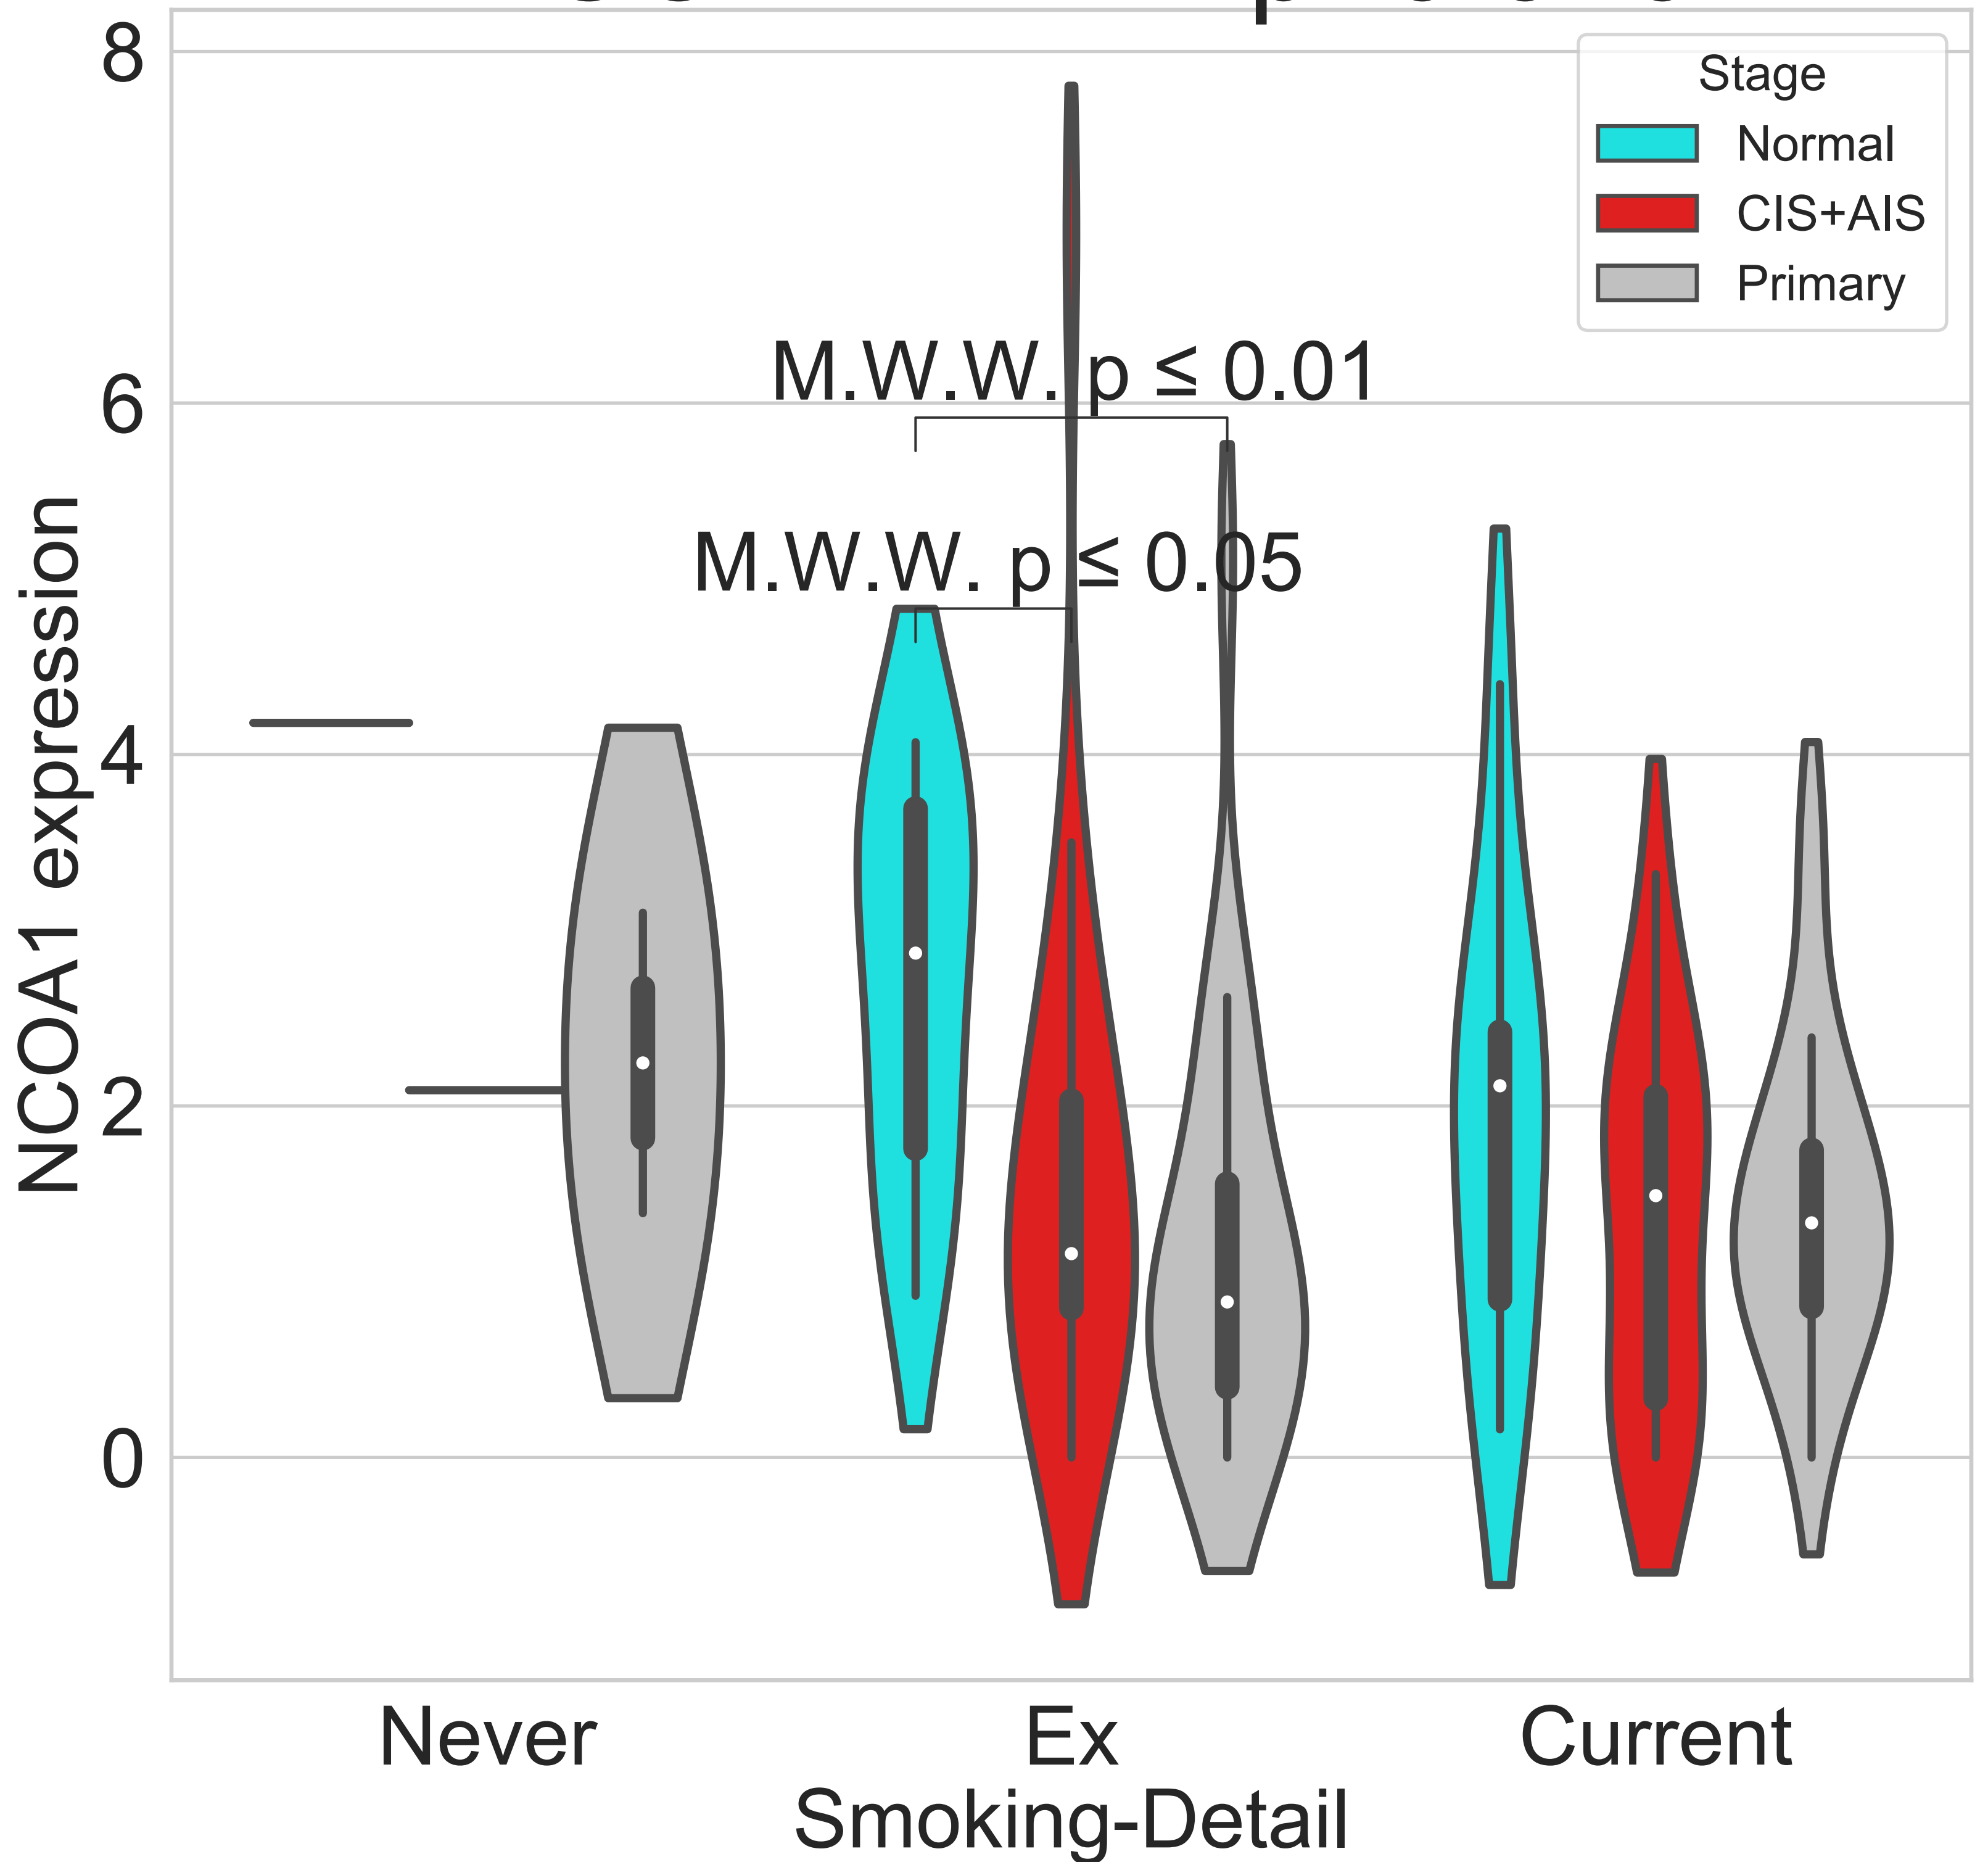 8
6
4
2
0
NCOA1 expression
Stage
Normal
CIS+AIS
Primary
M.W.W. p ≤ 0.01
M.W.W. p ≤ 0.05
Never
Ex
Current
Smoking-Detail